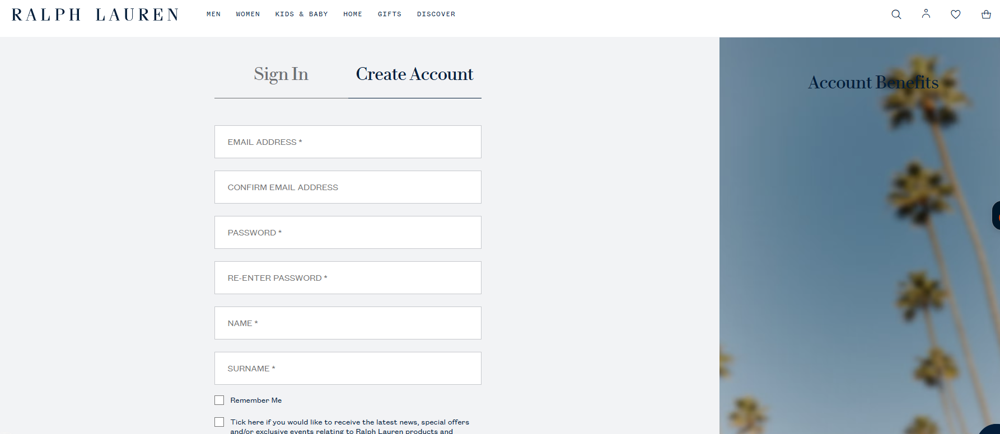 RALPH LAUREN
MEN
WOMEN
KIDS & BABY
HOME
GIFTS
DISCOVER
Sign In
Create Account
EMAIL ADDRESS *
CONFIRM EMAIL ADDRESS
PASSWORD *
RE-ENTER PASSWORD *
NAME *
SURNAME *
Remember Me
Tick here if you would like to receive the latest news, special offers
and/or exclusive events relating to Ralph Lauren products and
Account Benefits